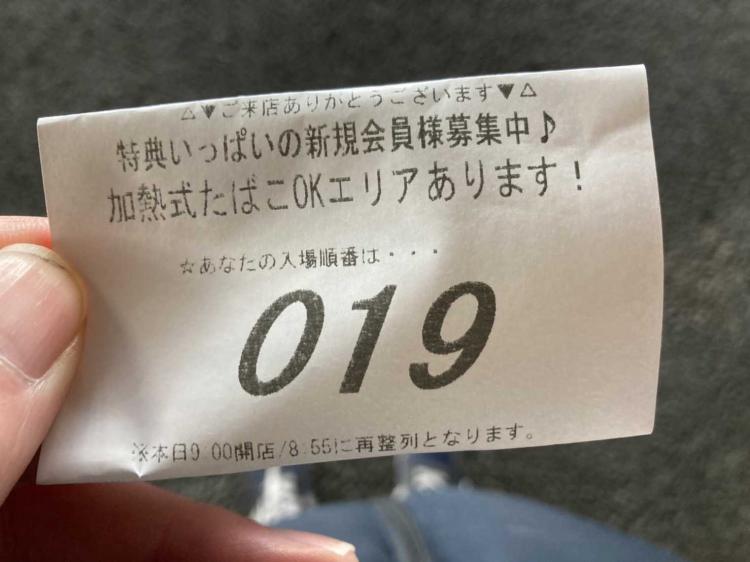 △▼ご来店ありがとうございます▼△
特典いっぱいの新規会員様募集中♪
加熱式たばこOKエリアあります!
☆あなたの入場順番は・・・
019
※本日9:00開店/8:55に再整列となります。